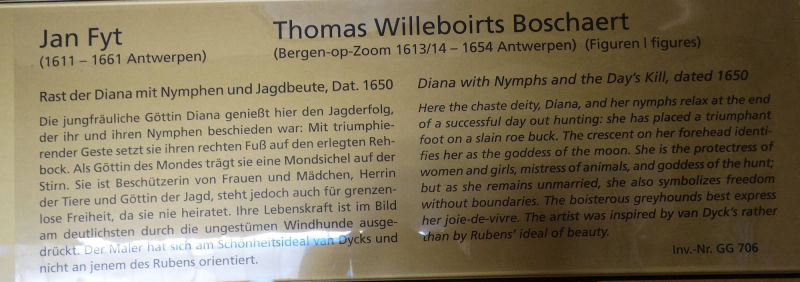 Jan Fyt
(1611 – 1661 Antwerpen)
Thomas Willeboirts Boschaert
(Bergen-op-Zoom 1613/14 – 1654 Antwerpen) (Figuren | figures)
Rast der Diana mit Nymphen und Jagdbeute, Dat. 1650
Die jungfräuliche Göttin Diana genießt hier den Jagderfolg,
der ihr und ihren Nymphen beschieden war: Mit triumphie-
render Geste setzt sie ihren rechten Fuß auf den erlegten Reh-
bock. Als Göttin des Mondes trägt sie eine Mondsichel auf der
Stirn. Sie ist Beschützerin von Frauen und Mädchen, Herrin
der Tiere und Göttin der Jagd, steht jedoch auch für grenzen-
lose Freiheit, da sie nie heiratet. Ihre Lebenskraft ist im Bild
am deutlichsten durch die ungestümen Windhunde ausge-
drückt. Der Maler hat sich am Schönheitsideal van Dycks und
nicht an jenem des Rubens orientiert.
Diana with Nymphs and the Day's Kill, dated 1650
Here the chaste deity, Diana, and her nymphs relax at the end
of a successful day out hunting: she has placed a triumphant
foot on a slain roe buck. The crescent on her forehead identi-
fies her as the goddess of the moon. She is the protectress of
women and girls, mistress of animals, and goddess of the hunt;
but as she remains unmarried, she also symbolizes freedom
without boundaries. The boisterous greyhounds best express
her joie-de-vivre. The artist was inspired by van Dyck's rather
than by Rubens' ideal of beauty.
Inv.-Nr. GG 706